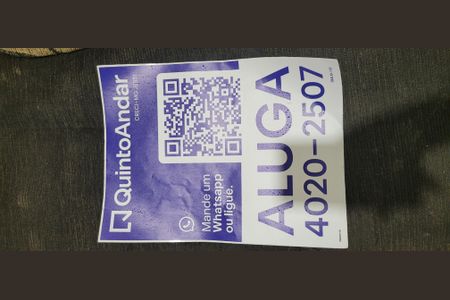 QuintoAndar
Mande um
Whatsapp
ou ligue.
ALUGA
4020-2507